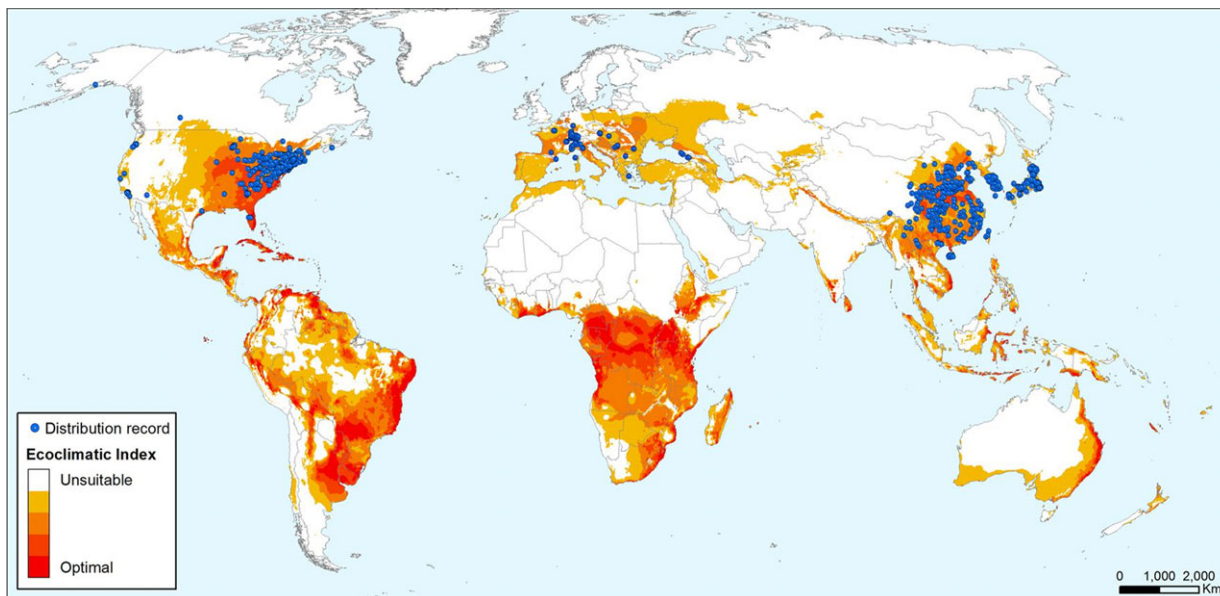 Distribution record
Ecoclimatic Index
Unsuitable
Optimal
0 1,000 2,000
Km